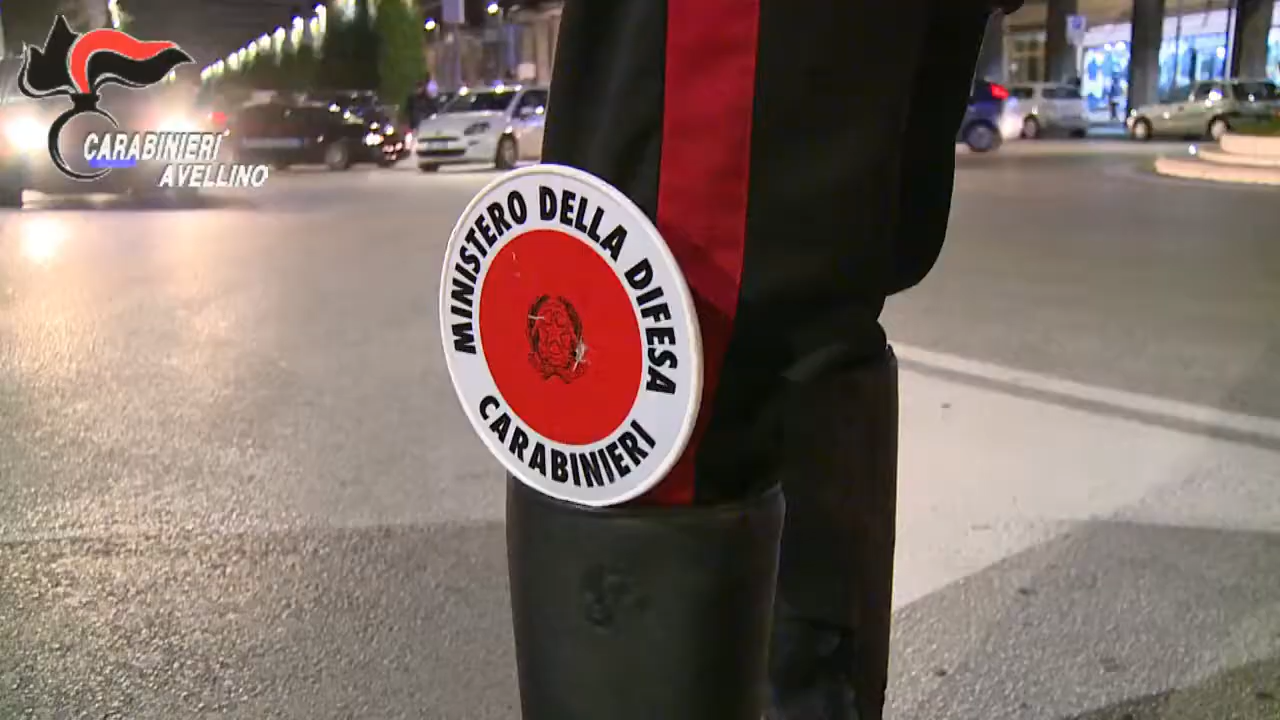 CARABINIERI
AVELLINO
MINISTERO DELLA DIFESA
CARABINIERI